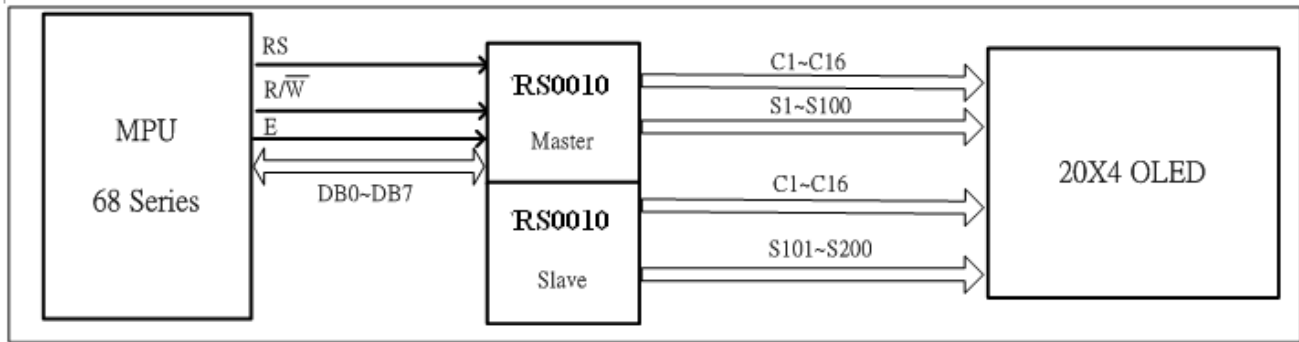 MPU
68 Series
RS
R/W̅
E
DB0~DB7
RS0010
Master
RS0010
Slave
C1~C16
S1~S100
C1~C16
S101~S200
20X4 OLED